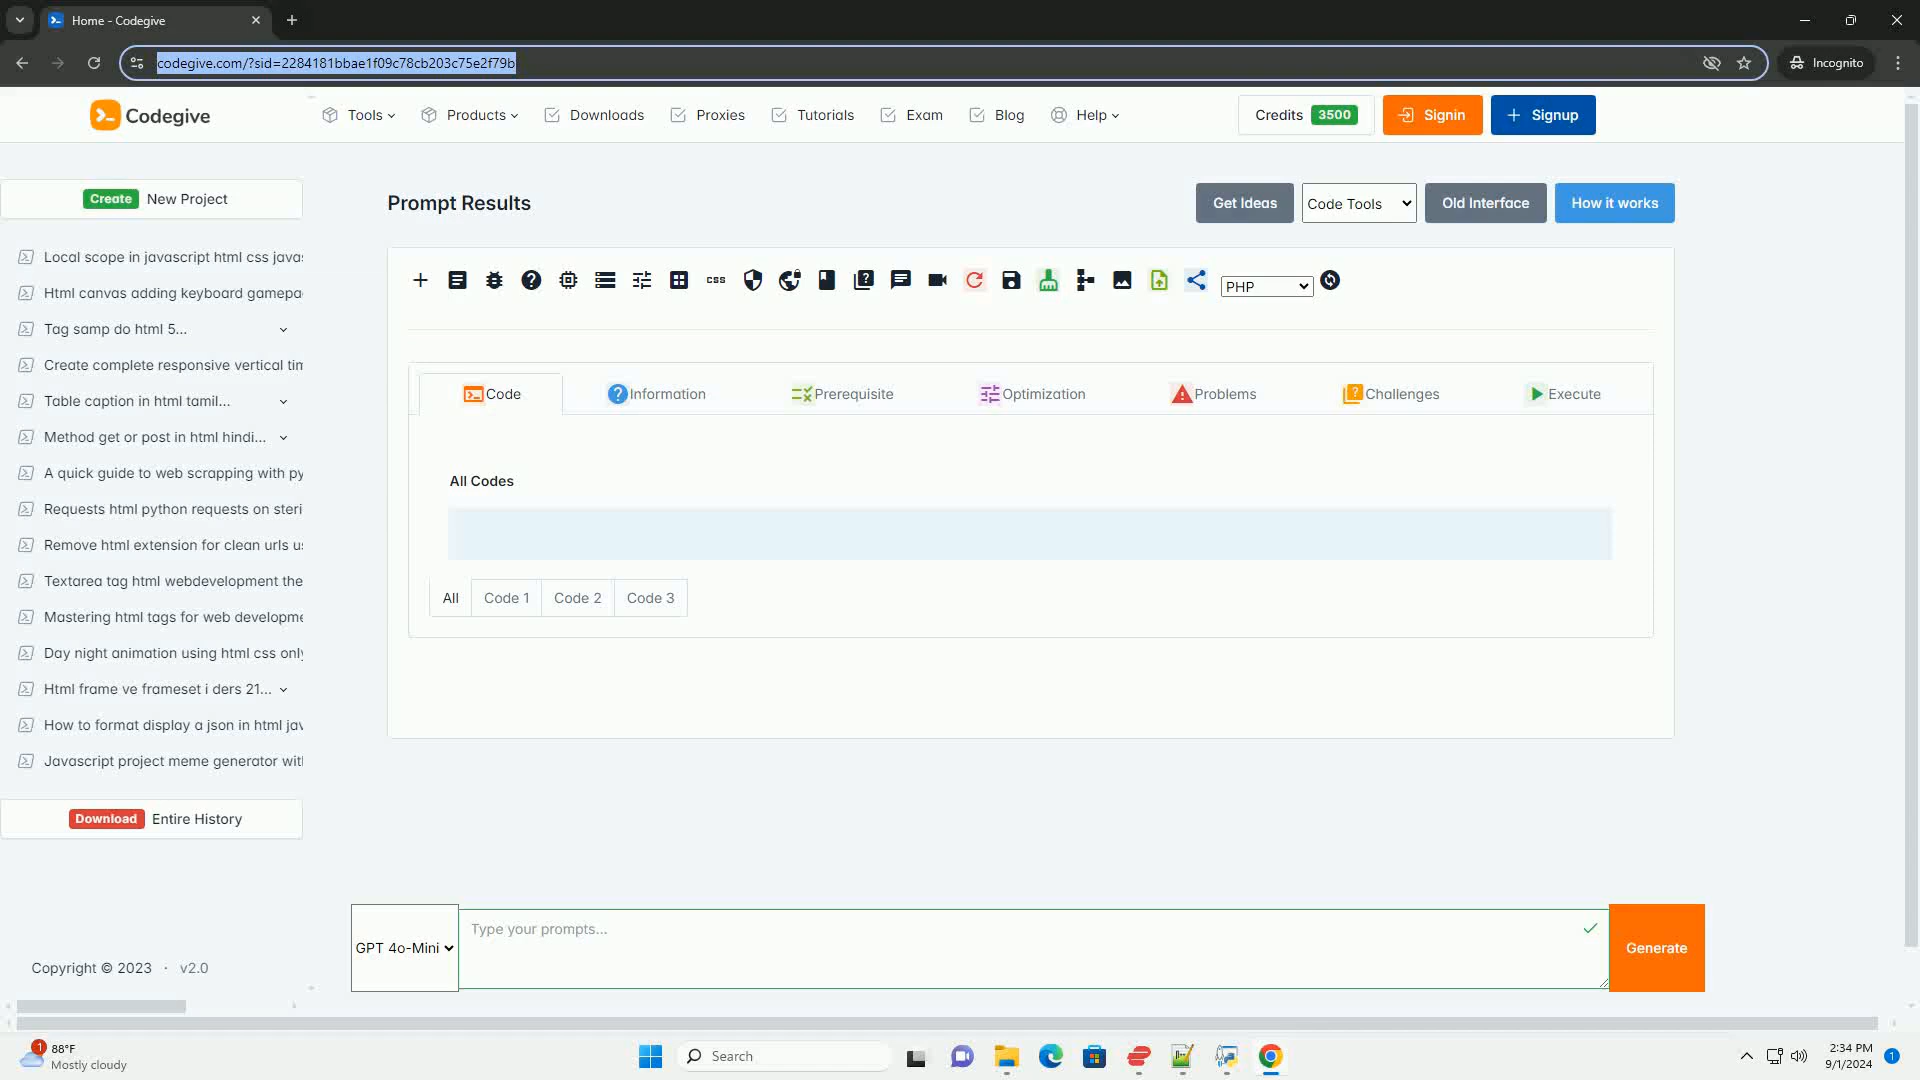 Home - Codegive
codegive.com/?sid=2284181bbae1f09c78cb203c75e2f79b
Incognito
Codegive
Tools
Products
Downloads
Proxies
Tutorials
Exam
Blog
Help
Credits 3500
Signin
Signup
Create New Project
Local scope in javascript html css javas
Html canvas adding keyboard gamepa
Tag samp do html 5...
Create complete responsive vertical tim
Table caption in html tamil...
Method get or post in html hindi...
A quick guide to web scrapping with py
Requests html python requests on steri
Remove html extension for clean urls us
Textarea tag html webdevelopment the
Mastering html tags for web developme
Day night animation using html css only
Html frame ve frameset i ders 21...
How to format display a json in html jav
Javascript project meme generator wit
Download Entire History
Copyright © 2023 · v2.0
Prompt Results
Get Ideas
Code Tools
Old Interface
How it works
css
PHP
Code
Information
Prerequisite
Optimization
Problems
Challenges
Execute
All Codes
All
Code 1
Code 2
Code 3
GPT 4o-Mini
Type your prompts...
Generate
1
88°F
Mostly cloudy
Search
2:34 PM
9/1/2024
1